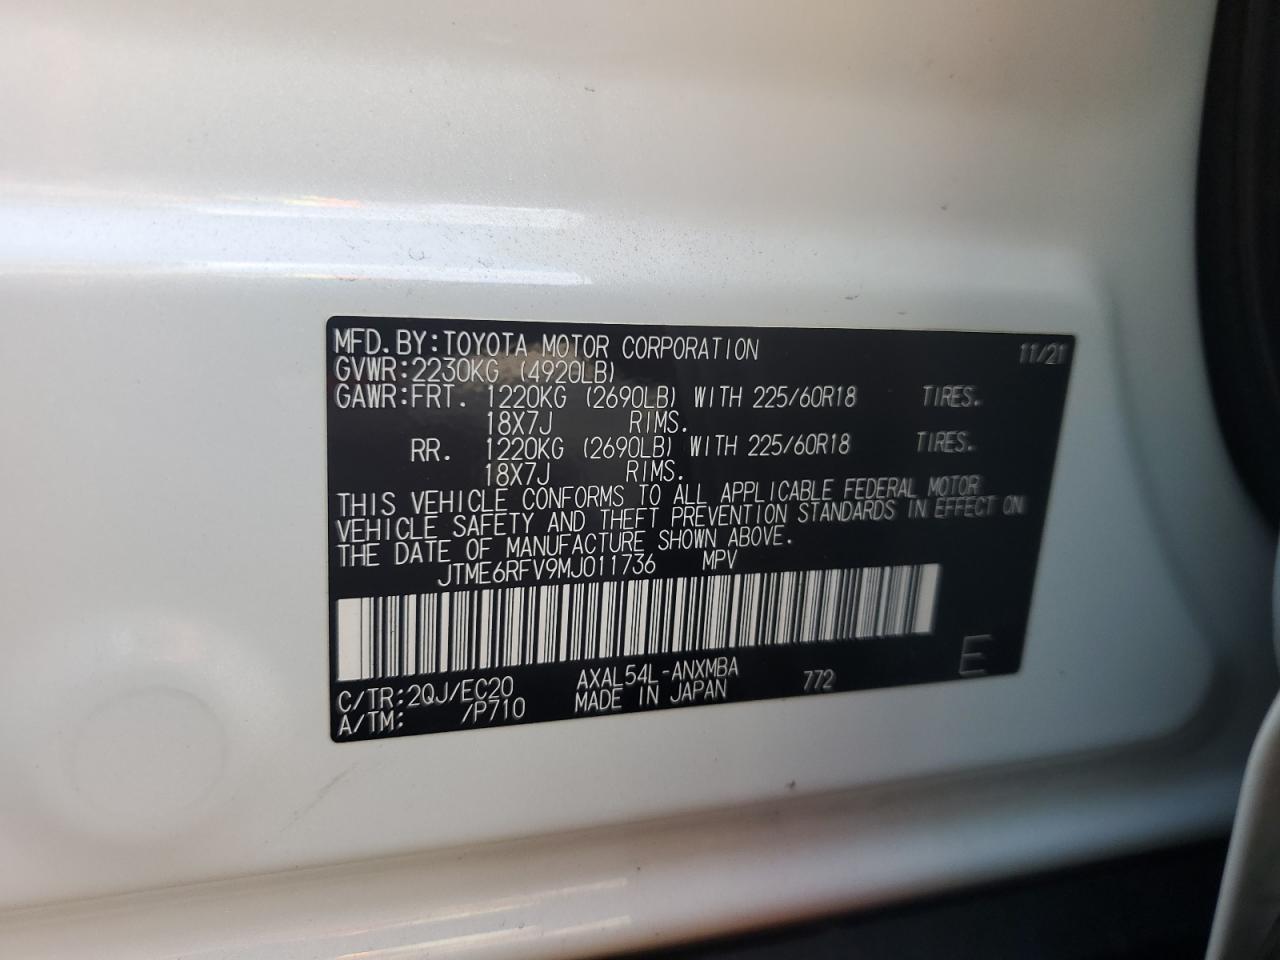 MFD.BY:TOYOTA MOTOR CORPORATION 11/21
GVWR:2230KG (4920LB)
GAWR:FRT. 1220KG (2690LB) WITH 225/60R18 TIRES.
18X7J RIMS.
RR. 1220KG (2690LB) WITH 225/60R18 TIRES.
18X7J RIMS.
THIS VEHICLE CONFORMS TO ALL APPLICABLE FEDERAL MOTOR
VEHICLE SAFETY AND THEFT PREVENTION STANDARDS IN EFFECT ON
THE DATE OF MANUFACTURE SHOWN ABOVE.
JTME6RFV9MJ011736 MPV
E
C/TR:2QJ/EC20 AXAL54L-ANXMBA 772
A/TM: /P710 MADE IN JAPAN